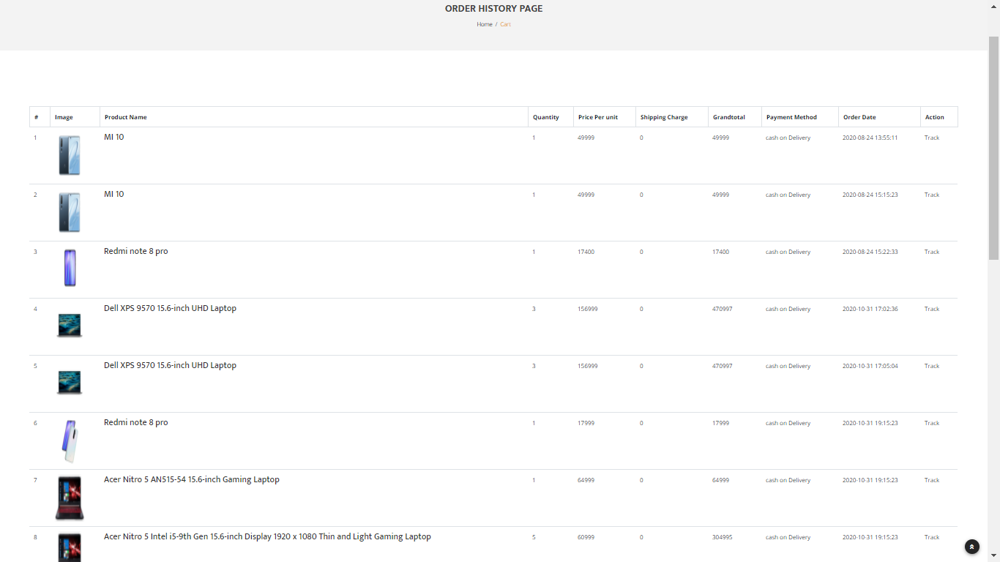 ORDER HISTORY PAGE
Home / Cart
# Image Product Name Quantity Price Per unit Shipping Charge Grandtotal Payment Method Order Date Action
1 MI 10 1 49999 0 49999 cash on Delivery 2020-08-24 13:55:11 Track
2 MI 10 1 49999 0 49999 cash on Delivery 2020-08-24 15:15:23 Track
3 Redmi note 8 pro 1 17400 0 17400 cash on Delivery 2020-08-24 15:22:33 Track
4 Dell XPS 9570 15.6-inch UHD Laptop 3 156999 0 470997 cash on Delivery 2020-10-31 17:02:36 Track
5 Dell XPS 9570 15.6-inch UHD Laptop 3 156999 0 470997 cash on Delivery 2020-10-31 17:05:04 Track
6 Redmi note 8 pro 1 17999 0 17999 cash on Delivery 2020-10-31 19:15:23 Track
7 Acer Nitro 5 AN515-54 15.6-inch Gaming Laptop 1 64999 0 64999 cash on Delivery 2020-10-31 19:15:23 Track
8 Acer Nitro 5 Intel i5-9th Gen 15.6-inch Display 1920 x 1080 Thin and Light Gaming Laptop 5 60999 0 304995 cash on Delivery 2020-10-31 19:15:23 Track